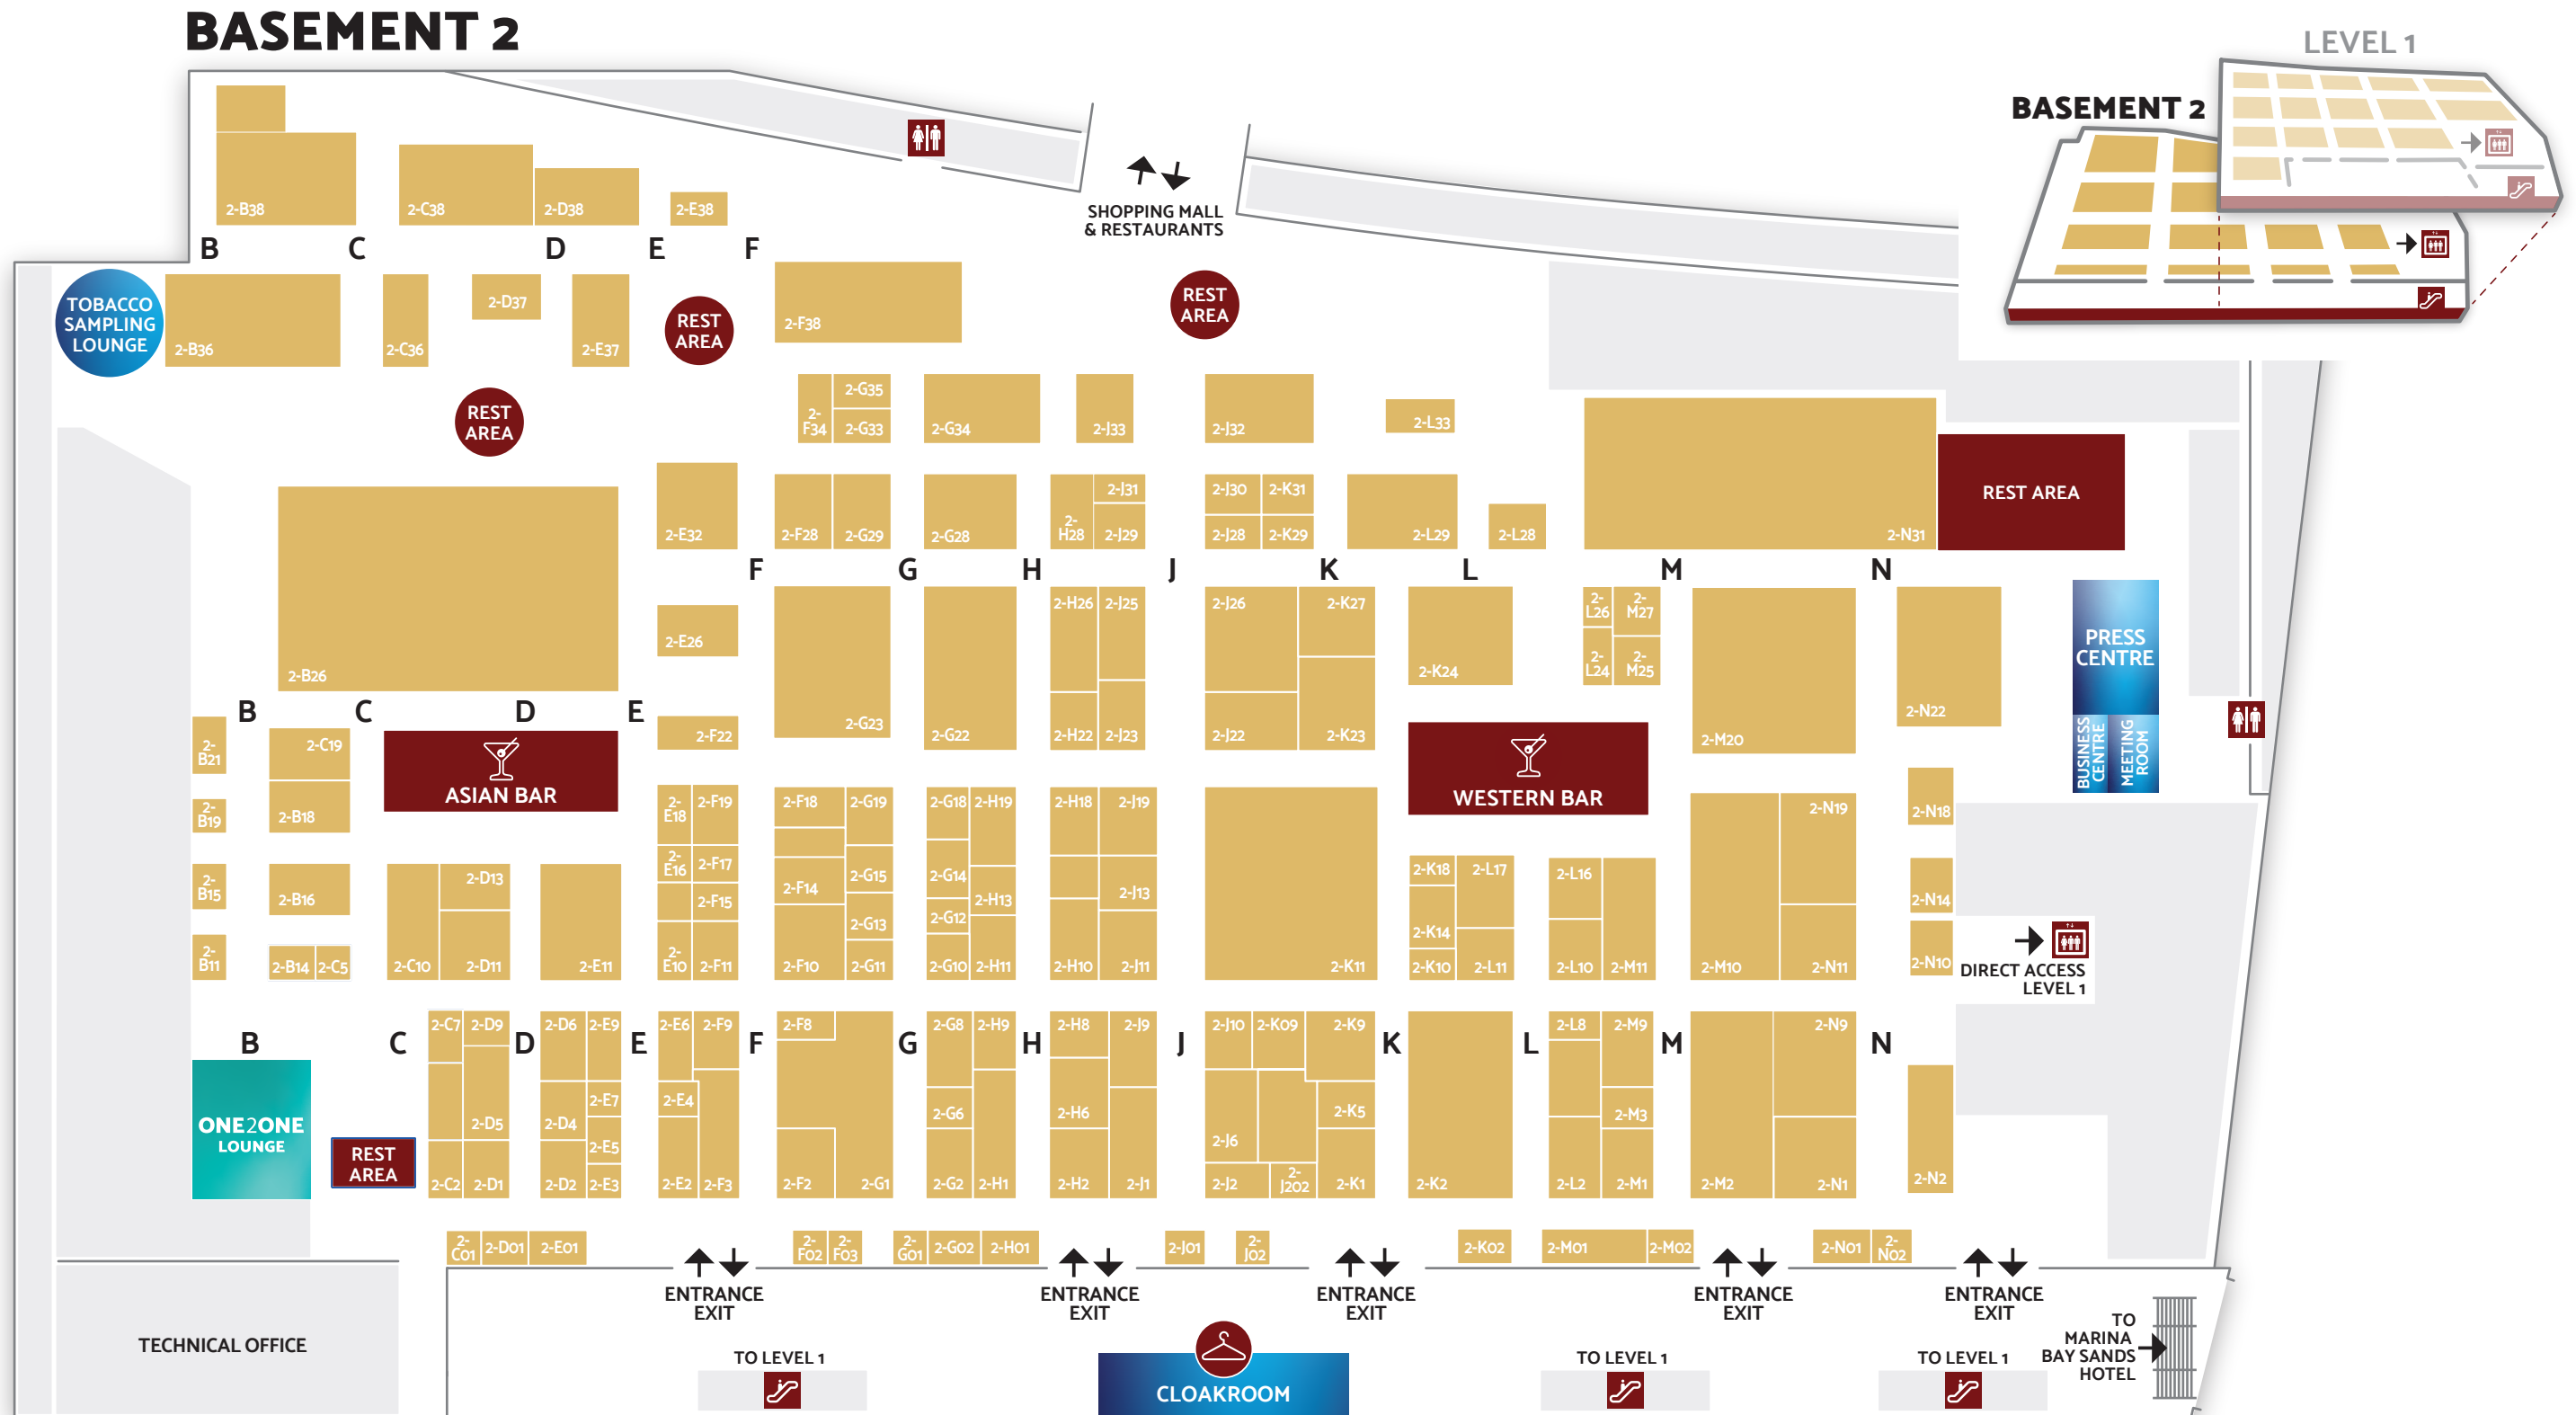 BASEMENT 2
LEVEL 1
BASEMENT 2
2-B38
2-C38
2-D38
2-E38
SHOPPING MALL
& RESTAURANTS
B
C
D
E
F
TOBACCO
SAMPLING
LOUNGE
2-B36
2-C36
2-D37
2-E37
REST
AREA
2-F38
REST
AREA
REST
AREA
2-
F34
2-G35
2-G33
2-G34
2-J33
2-J32
2-L33
2-E32
2-F28
2-G29
2-G28
2-
H28
2-J31
2-J29
2-J30
2-K31
2-J28
2-K29
2-L29
2-L28
2-N31
REST AREA
F
G
H
J
K
L
M
N
2-B26
2-E26
2-G23
2-G22
2-H26
2-J25
2-H22
2-J23
2-J26
2-K27
2-J22
2-K23
2-K24
2-
L26
2-
M27
2-
L24
2-
M25
2-M20
2-N22
PRESS
CENTRE
BUSINESS
CENTRE
MEETING
ROOM
B
C
D
E
2-
B21
2-C19
2-B18
ASIAN BAR
2-F22
WESTERN BAR
2-
B19
2-
B15
2-B16
2-
B11
2-B14
2-C5
2-C10
2-D13
2-D11
2-E11
2-
E18
2-F19
2-
E16
2-F17
2-F15
2-
E10
2-F11
2-F18
2-G19
2-F14
2-G15
2-G13
2-F10
2-G11
2-G18
2-H19
2-G14
2-H13
2-G12
2-G10
2-H11
2-H18
2-J19
2-J13
2-H10
2-J11
2-K11
2-K18
2-L17
2-K14
2-K10
2-L11
2-L16
2-L10
2-M11
2-M10
2-N19
2-N11
2-N18
2-N14
2-N10
DIRECT ACCESS
LEVEL 1
B
C
D
E
F
G
H
J
K
L
M
N
ONE2ONE
LOUNGE
REST
AREA
2-C7
2-D9
2-D5
2-C2
2-D1
2-D6
2-E9
2-E7
2-D4
2-E5
2-D2
2-E3
2-E6
2-F9
2-E4
2-E2
2-F3
2-F8
2-F2
2-G1
2-G8
2-H9
2-G6
2-G2
2-H1
2-H8
2-J9
2-H6
2-H2
2-J1
2-J10
2-K09
2-K9
2-K5
2-J6
2-J2
2-
J202
2-K1
2-K2
2-L8
2-M9
2-M3
2-L2
2-M1
2-M2
2-N9
2-N1
2-N2
2-
C01
2-D01
2-E01
2-
F02
2-
F03
2-
G01
2-G02
2-H01
2-J01
2-
J02
2-K02
2-M01
2-M02
2-N01
2-
N02
ENTRANCE
EXIT
ENTRANCE
EXIT
ENTRANCE
EXIT
ENTRANCE
EXIT
ENTRANCE
EXIT
TECHNICAL OFFICE
TO LEVEL 1
CLOAKROOM
TO LEVEL 1
TO LEVEL 1
TO
MARINA
BAY SANDS
HOTEL